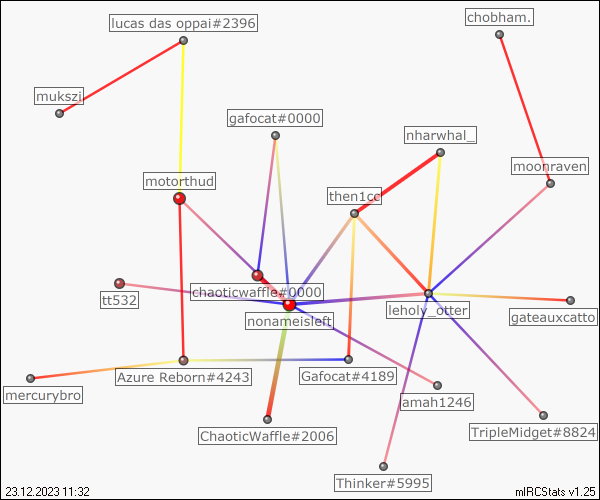 chobham.
lucas das oppai#2396
mukszi
gafocat#0000
nharwhal_
moonraven
motorthud
then1cc
chaoticwaffle#0000
tt532
nonameisleft
leholy_otter
gateauxcatto
Azure Reborn#4243
Gafocat#4189
mercurybro
amah1246
ChaoticWaffle#2006
TripleMidget#8824
Thinker#5995
23.12.2023 11:32
mIRCStats v1.25